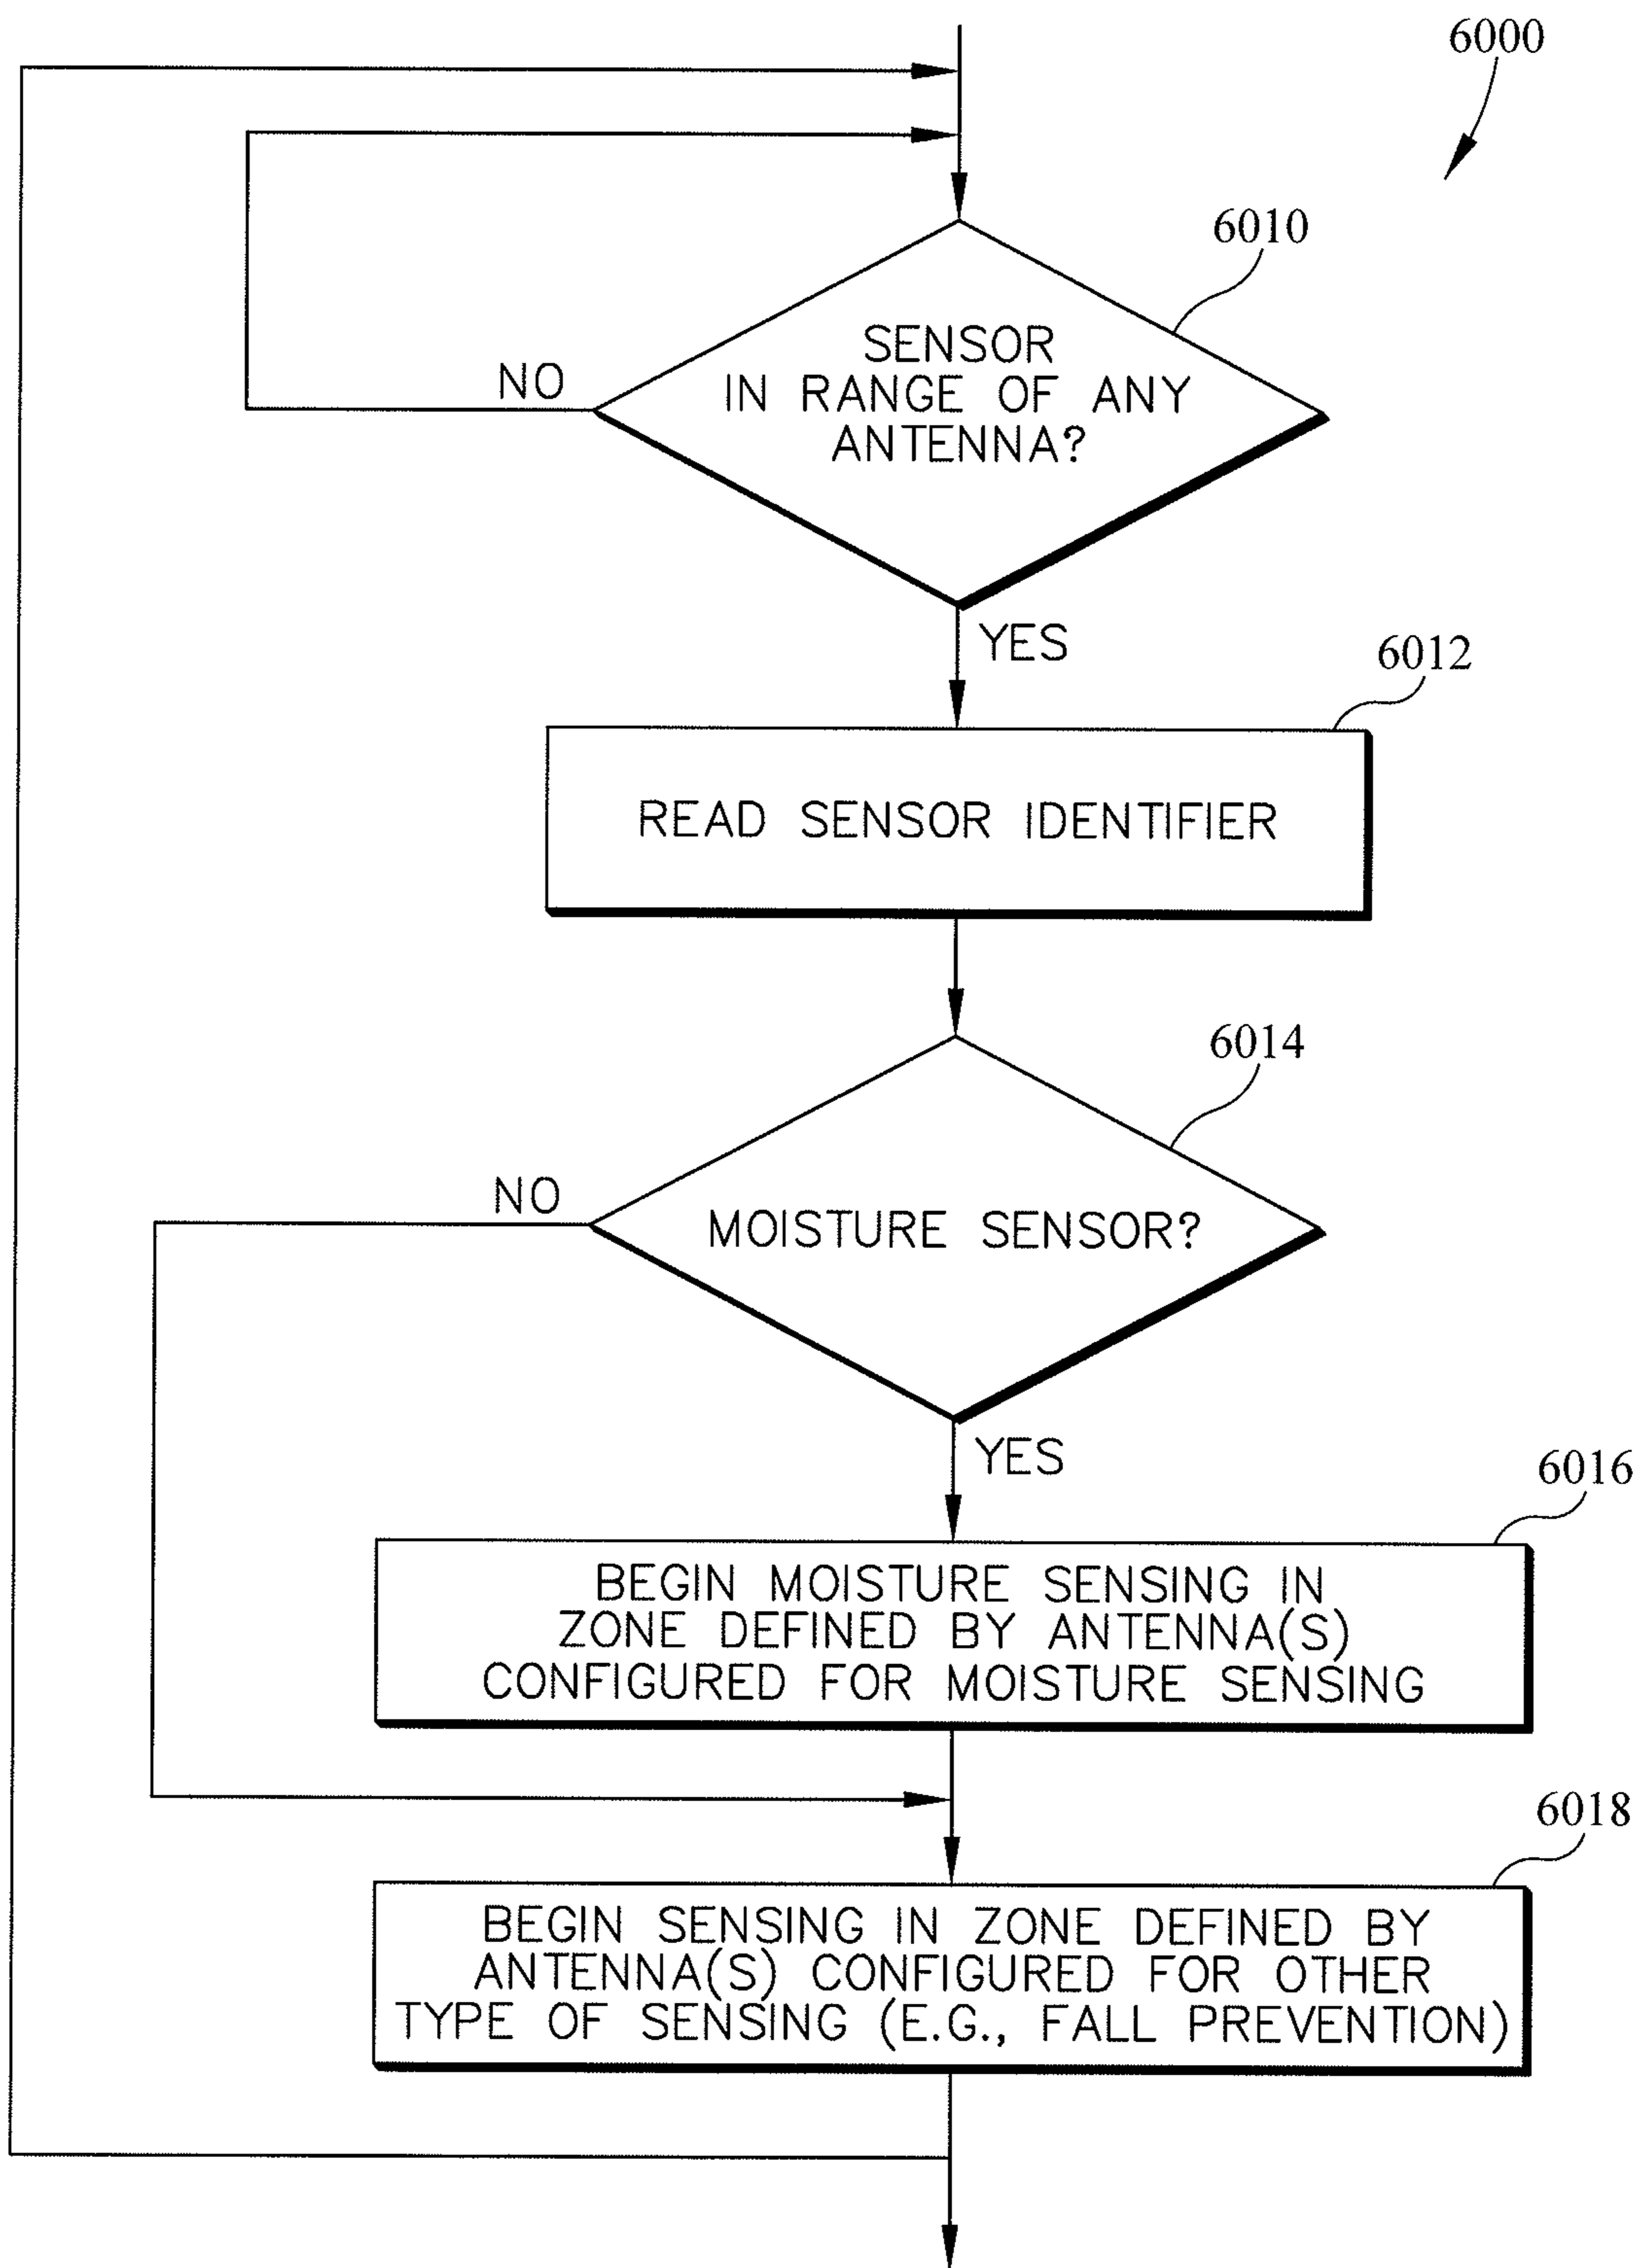 6000
6010
SENSOR
IN RANGE OF ANY
ANTENNA?
NO
YES
6012
READ SENSOR IDENTIFIER
6014
NO
MOISTURE SENSOR?
YES
6016
BEGIN MOISTURE SENSING IN
ZONE DEFINED BY ANTENNA(S)
CONFIGURED FOR MOISTURE SENSING
6018
BEGIN SENSING IN ZONE DEFINED BY
ANTENNA(S) CONFIGURED FOR OTHER
TYPE OF SENSING (E.G., FALL PREVENTION)